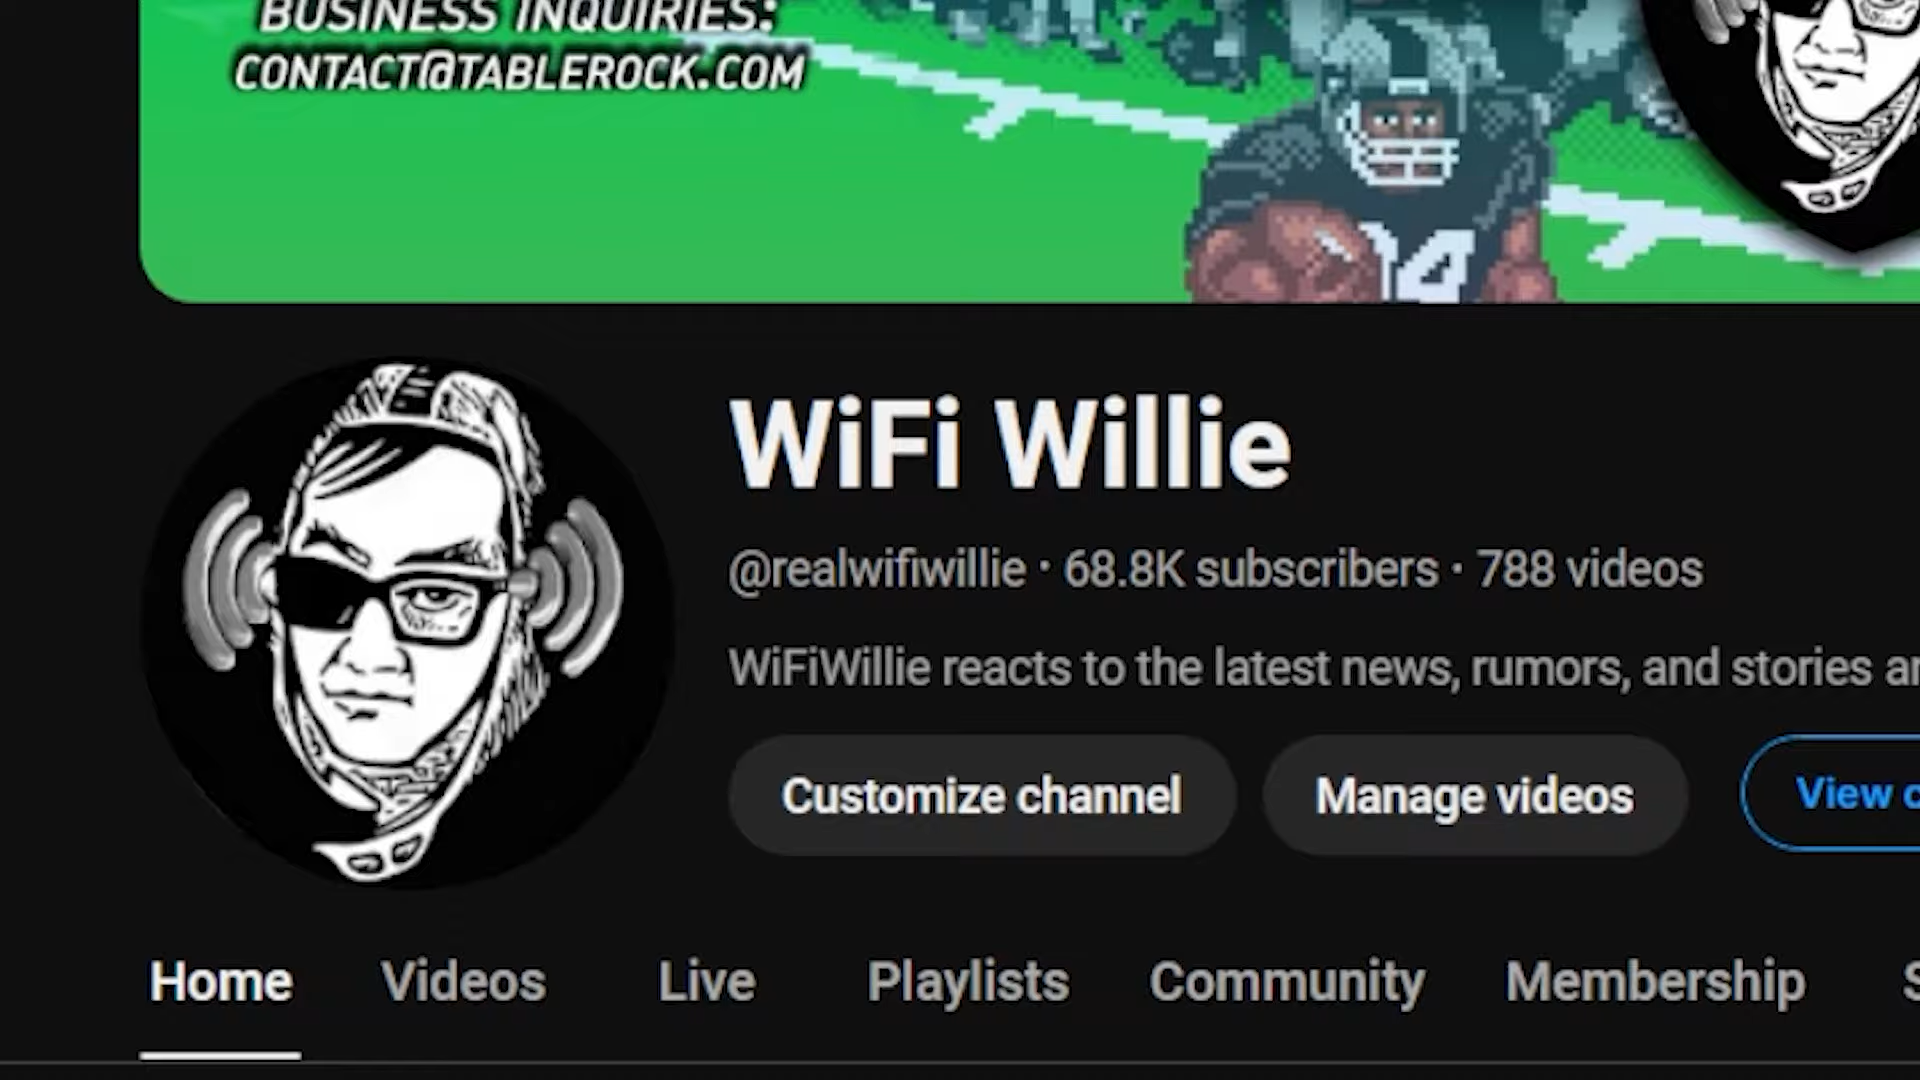 BUSINESS INQUIRIES:
CONTACT@TABLEROCK.COM
14
WiFi Willie
@realwifiwillie · 68.8K subscribers · 788 videos
WiFiWillie reacts to the latest news, rumors, and stories
Customize channel Manage videos View
Home Videos Live Playlists Community Membership